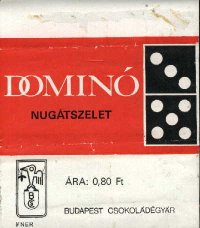 DOMINÓ
NUGÁTSZELET
ÁRA: 0,80 Ft
BUDAPEST CSOKOLÁDÉGYÁR